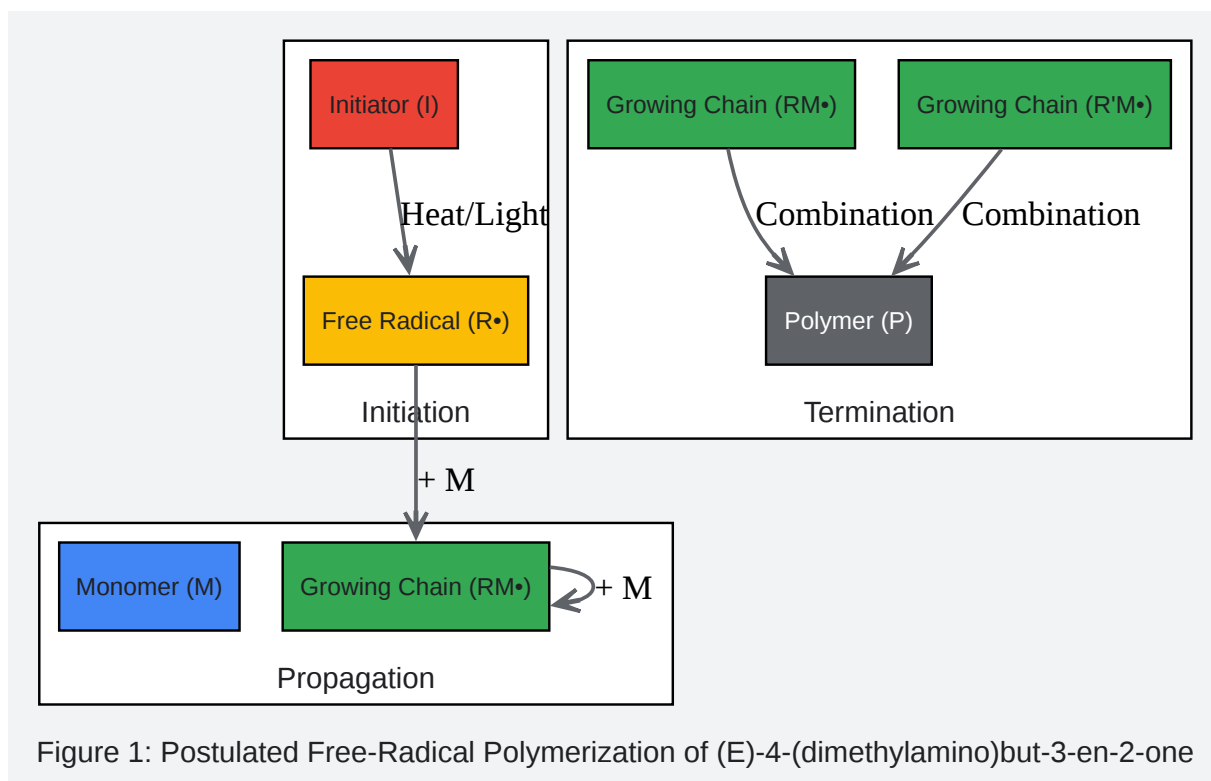 Initiator (I)
Heat/Light
Free Radical (R•)
Initiation
Growing Chain (RM•)
Growing Chain (R'M•)
Combination
Combination
Polymer (P)
Termination
+ M
Monomer (M)
Growing Chain (RM•)
+ M
Propagation
Figure 1: Postulated Free-Radical Polymerization of (E)-4-(dimethylamino)but-3-en-2-one